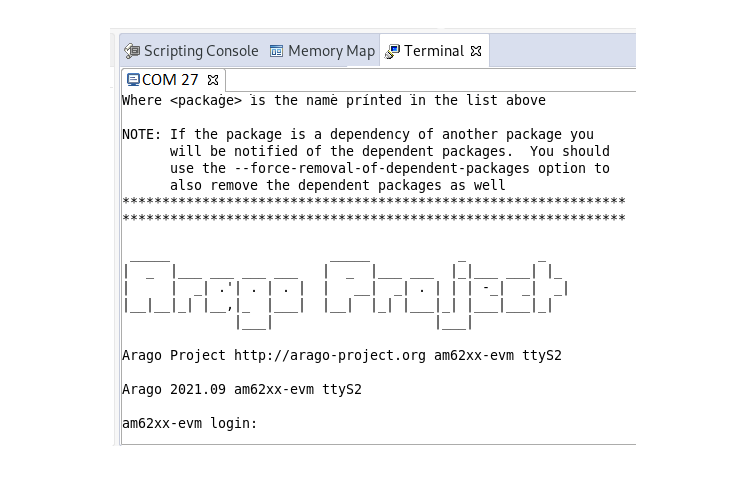 Scripting Console Memory Map Terminal
COM 27
Where <package> is the name printed in the list above
NOTE: If the package is a dependency of another package you
will be notified of the dependent packages.  You should
use the --force-removal-of-dependent-packages option to
also remove the dependent packages as well
***************************************************************
***************************************************************
Arago Project
Arago Project http://arago-project.org am62xx-evm ttyS2
Arago 2021.09 am62xx-evm ttyS2
am62xx-evm login: